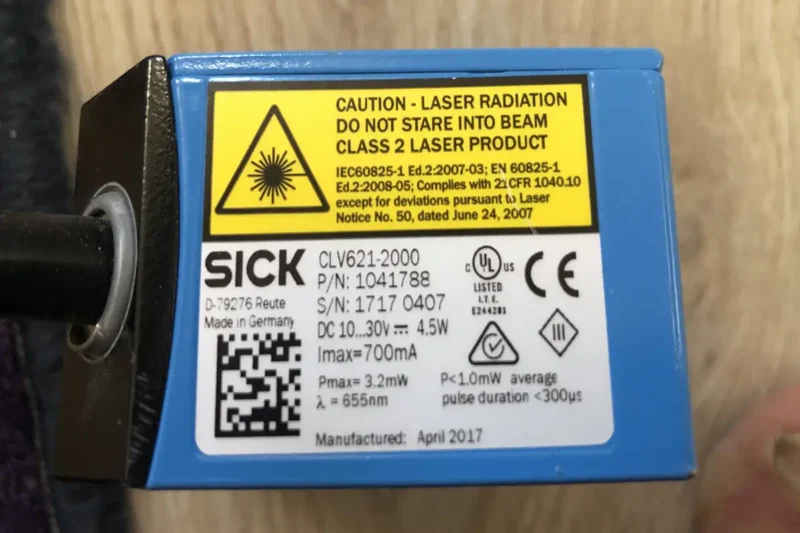 CAUTION - LASER RADIATION
DO NOT STARE INTO BEAM
CLASS 2 LASER PRODUCT
IEC60825-1 Ed.2:2007-03; EN 60825-1
Ed.2:2008-05; Complies with 21CFR 1040.10
except for deviations pursuant to Laser
Notice No. 50, dated June 24, 2007
SICK
D-79276 Reute
Made in Germany
CLV621-2000
P/N: 1041788
S/N: 1717 0407
DC 10...30V ⎓ 4.5W
Imax=700mA
Pmax= 3.2mW
λ = 655nm
C UL US
LISTED
I.T.E.
E244281
CE
III
P<1.0mW average
pulse duration <300µs
Manufactured: April 2017